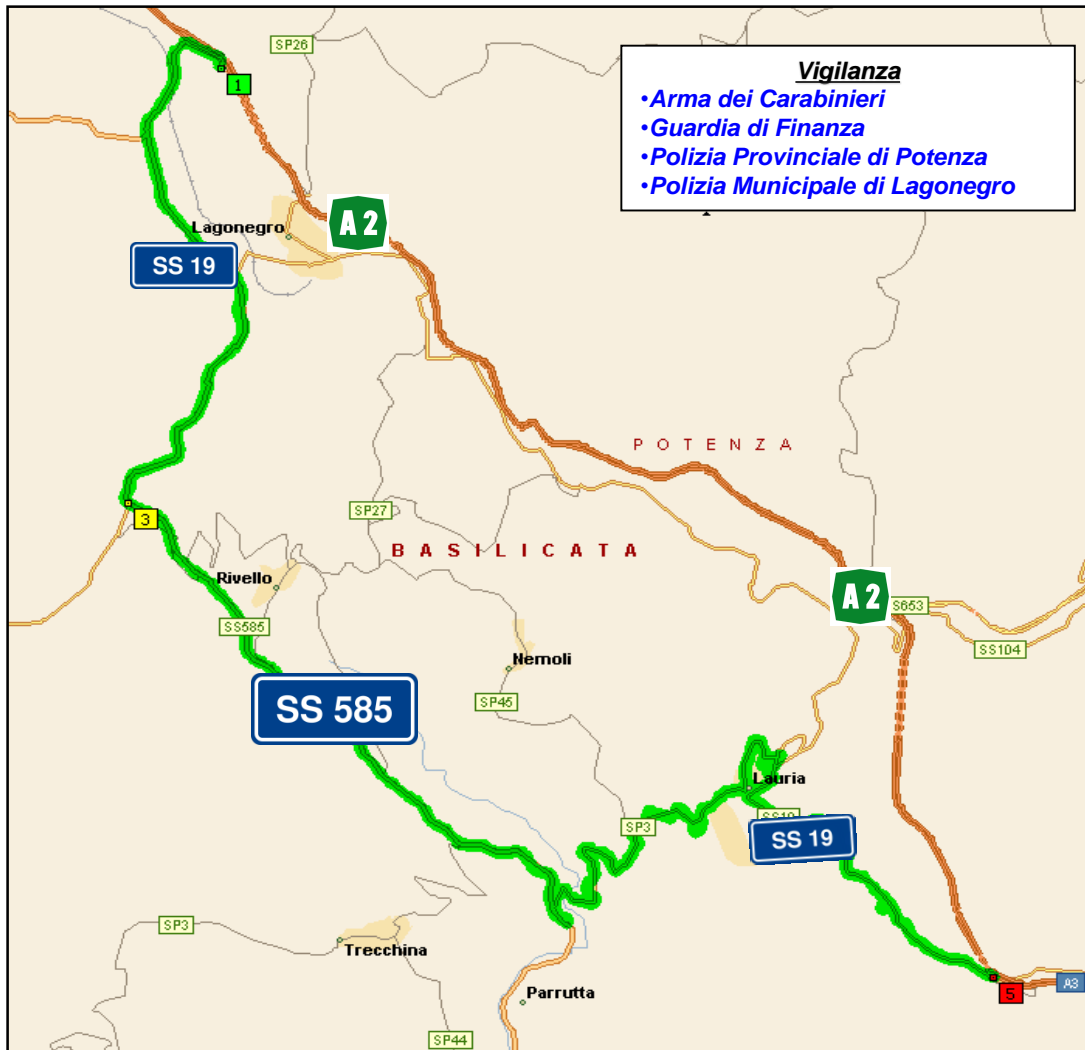 SP26
1
Vigilanza
•Arma dei Carabinieri
•Guardia di Finanza
•Polizia Provinciale di Potenza
•Polizia Municipale di Lagonegro
Lagonegro
A2
SS 19
POTENZA
SP27
3
BASILICATA
Rivello
A2
S653
SS585
SS104
Nemoli
SP45
SS 585
Lauria
SP3
SS19
SS 19
SP3
Trecchina
Parrutta
5
A3
SP44